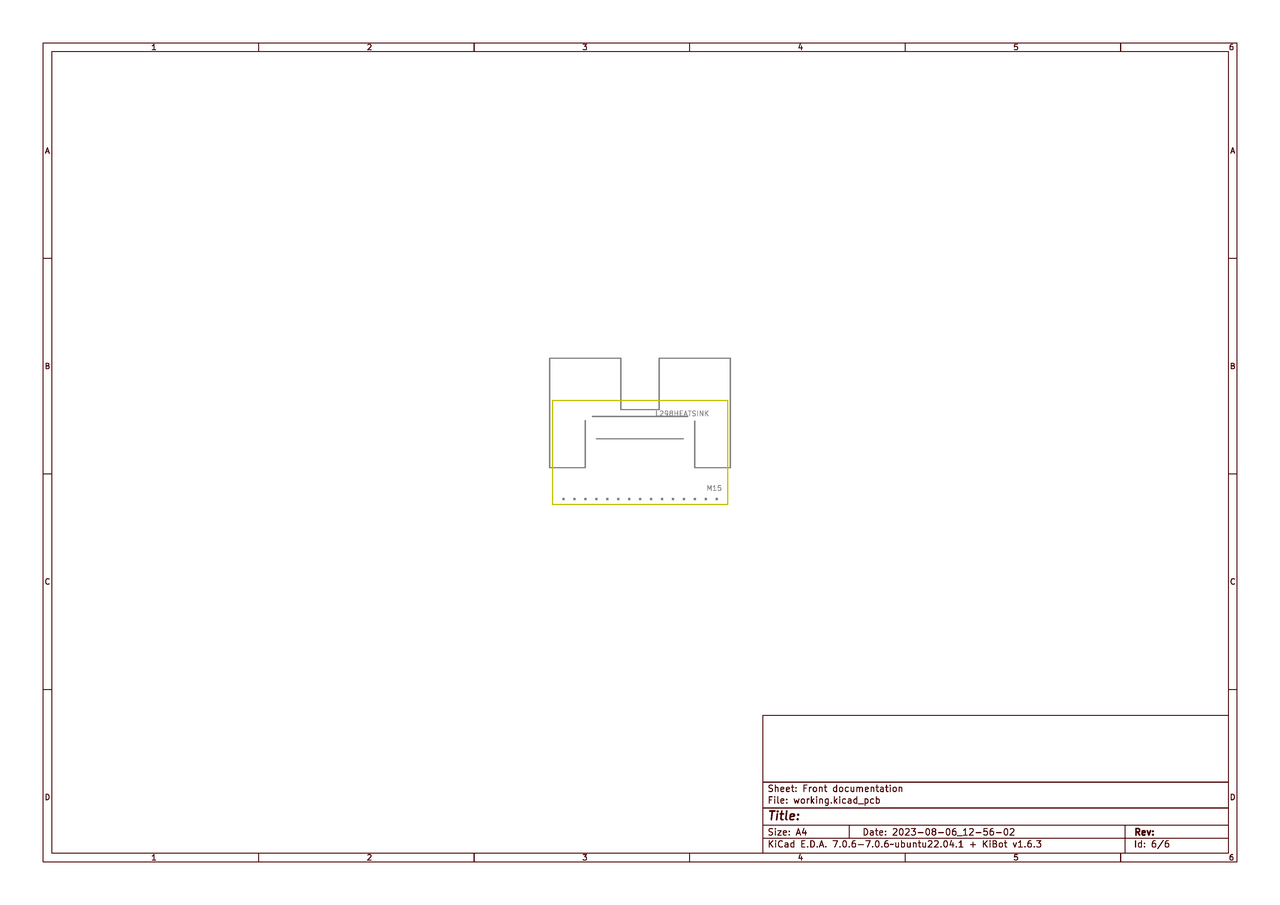 1 2 3 4 5 6
A A
B B
L298HEATSINK
M15
C C
Sheet: Front documentation
File: working.kicad_pcb
D D
Title:
Size: A4 Date: 2023-08-06_12-56-02 Rev:
KiCad E.D.A. 7.0.6-7.0.6~ubuntu22.04.1 + KiBot v1.6.3 Id: 6/6
1 2 3 4 5 6